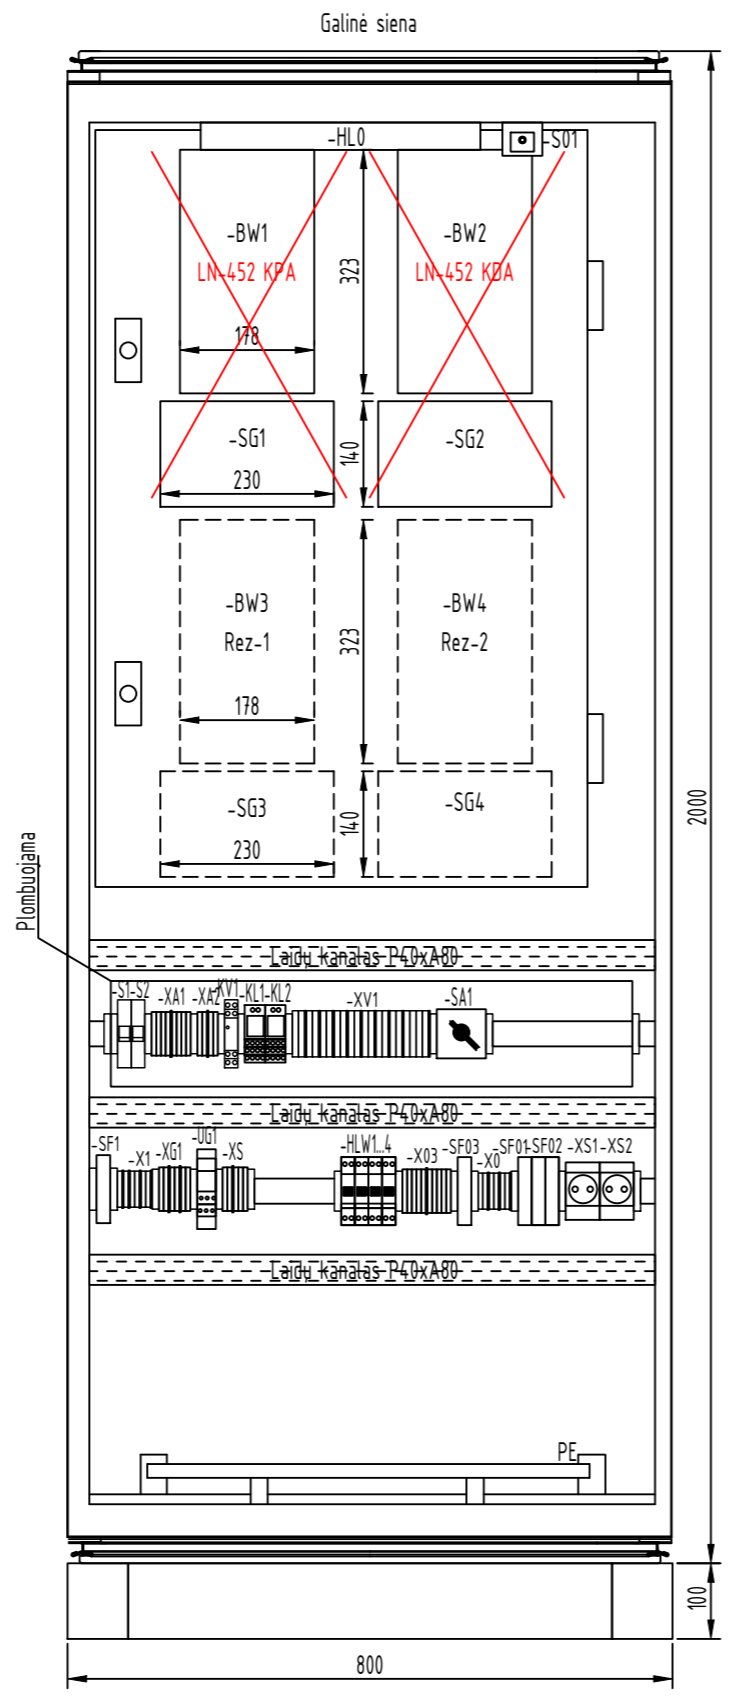 Galinė siena
-HL0
-S01
-BW1
LN-452 KPA
178
323
-BW2
LN-452 KDA
-SG1
230
140
-SG2
-BW3
Rez-1
178
323
-BW4
Rez-2
-SG3
230
140
-SG4
2000
Plombuojama
Laidų kanalas P40xA80
-S1-S2
-XA1
-XA2
-KV1
-KL1-KL2
-XV1
-SA1
Laidų kanalas P40xA80
-SF1
-X1
-XG1
-UG1
-XS
-HLW1...4
-X03
-SF03
-X0
-SF01
-SF02
-XS1-XS2
Laidų kanalas P40xA80
PE
100
800